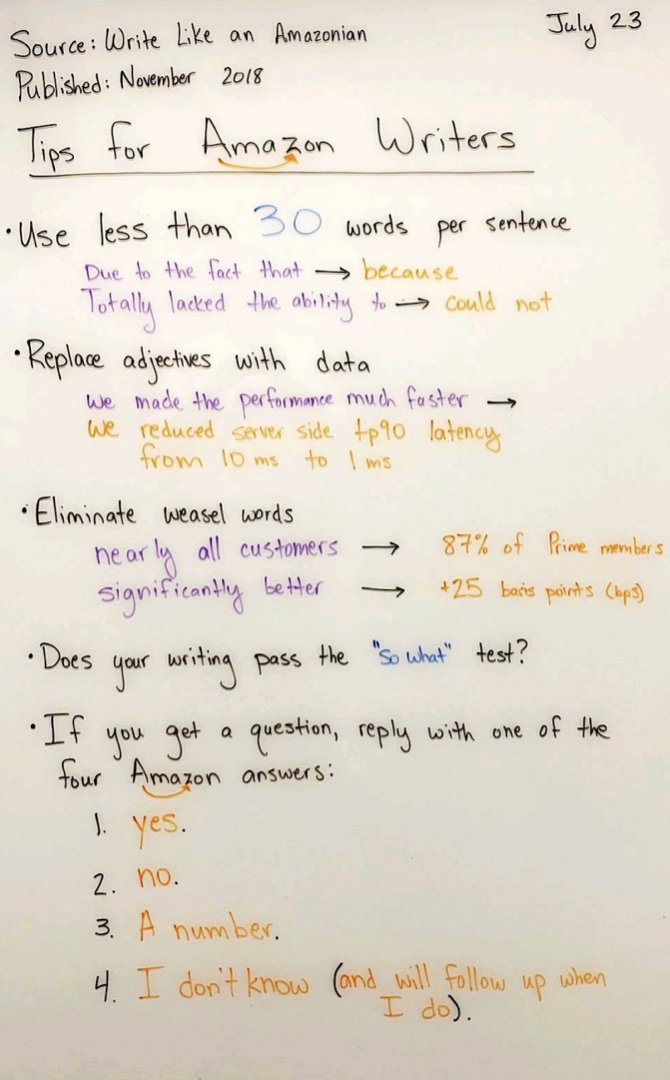 Source: Write Like an Amazonian
July 23
Published: November 2018
Tips for Amazon Writers
• Use less than 30 words per sentence
Due to the fact that → because
Totally lacked the ability to → could not
• Replace adjectives with data
We made the performance much faster →
We reduced server side tp90 latency
from 10 ms to 1 ms
• Eliminate weasel words
nearly all customers → 87% of Prime members
significantly better → +25 basis points (bps)
• Does your writing pass the "So what" test?
• If you get a question, reply with one of the
four Amazon answers:
1. yes.
2. no.
3. A number.
4. I don't know (and will follow up when
I do).